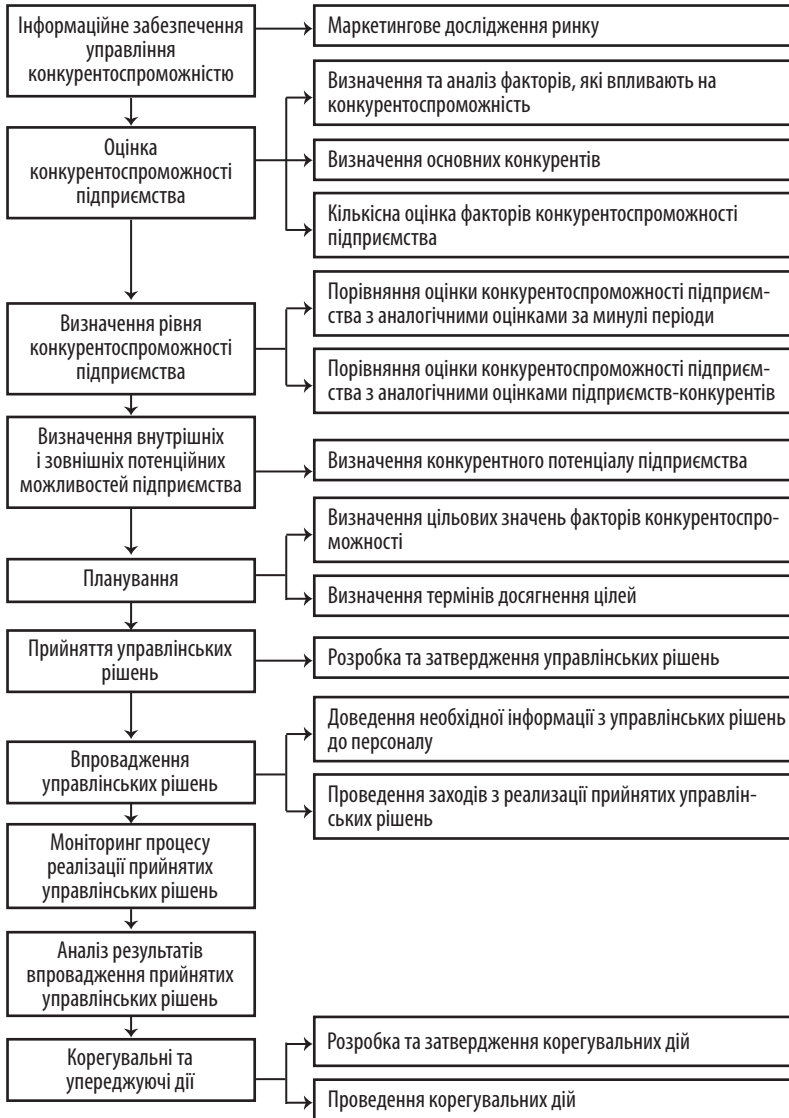 Інформаційне забезпечення
управління
конкурентоспроможністю
Маркетингове дослідження ринку
Оцінка
конкурентоспроможності
підприємства
Визначення та аналіз факторів, які впливають на
конкурентоспроможність
Визначення основних конкурентів
Кількісна оцінка факторів конкурентоспроможності
підприємства
Визначення рівня
конкурентоспроможності
підприємства
Порівняння оцінки конкурентоспроможності підприєм-
ства з аналогічними оцінками за минулі періоди
Порівняння оцінки конкурентоспроможності підприєм-
ства з аналогічними оцінками підприємств-конкурентів
Визначення внутрішніх
і зовнішніх потенційних
можливостей підприємства
Визначення конкурентного потенціалу підприємства
Планування
Визначення цільових значень факторів конкурентоспро-
можності
Визначення термінів досягнення цілей
Прийняття управлінських
рішень
Розробка та затвердження управлінських рішень
Впровадження
управлінських рішень
Доведення необхідної інформації з управлінських рішень
до персоналу
Проведення заходів з реализації прийнятих управлін-
ських рішень
Моніторинг процесу
реалізації прийнятих
управлінських рішень
Аналіз результатів
впровадження прийнятих
управлінських рішень
Корегувальні та
упереджуючі дії
Розробка та затвердження корегувальних дій
Проведення корегувальних дій